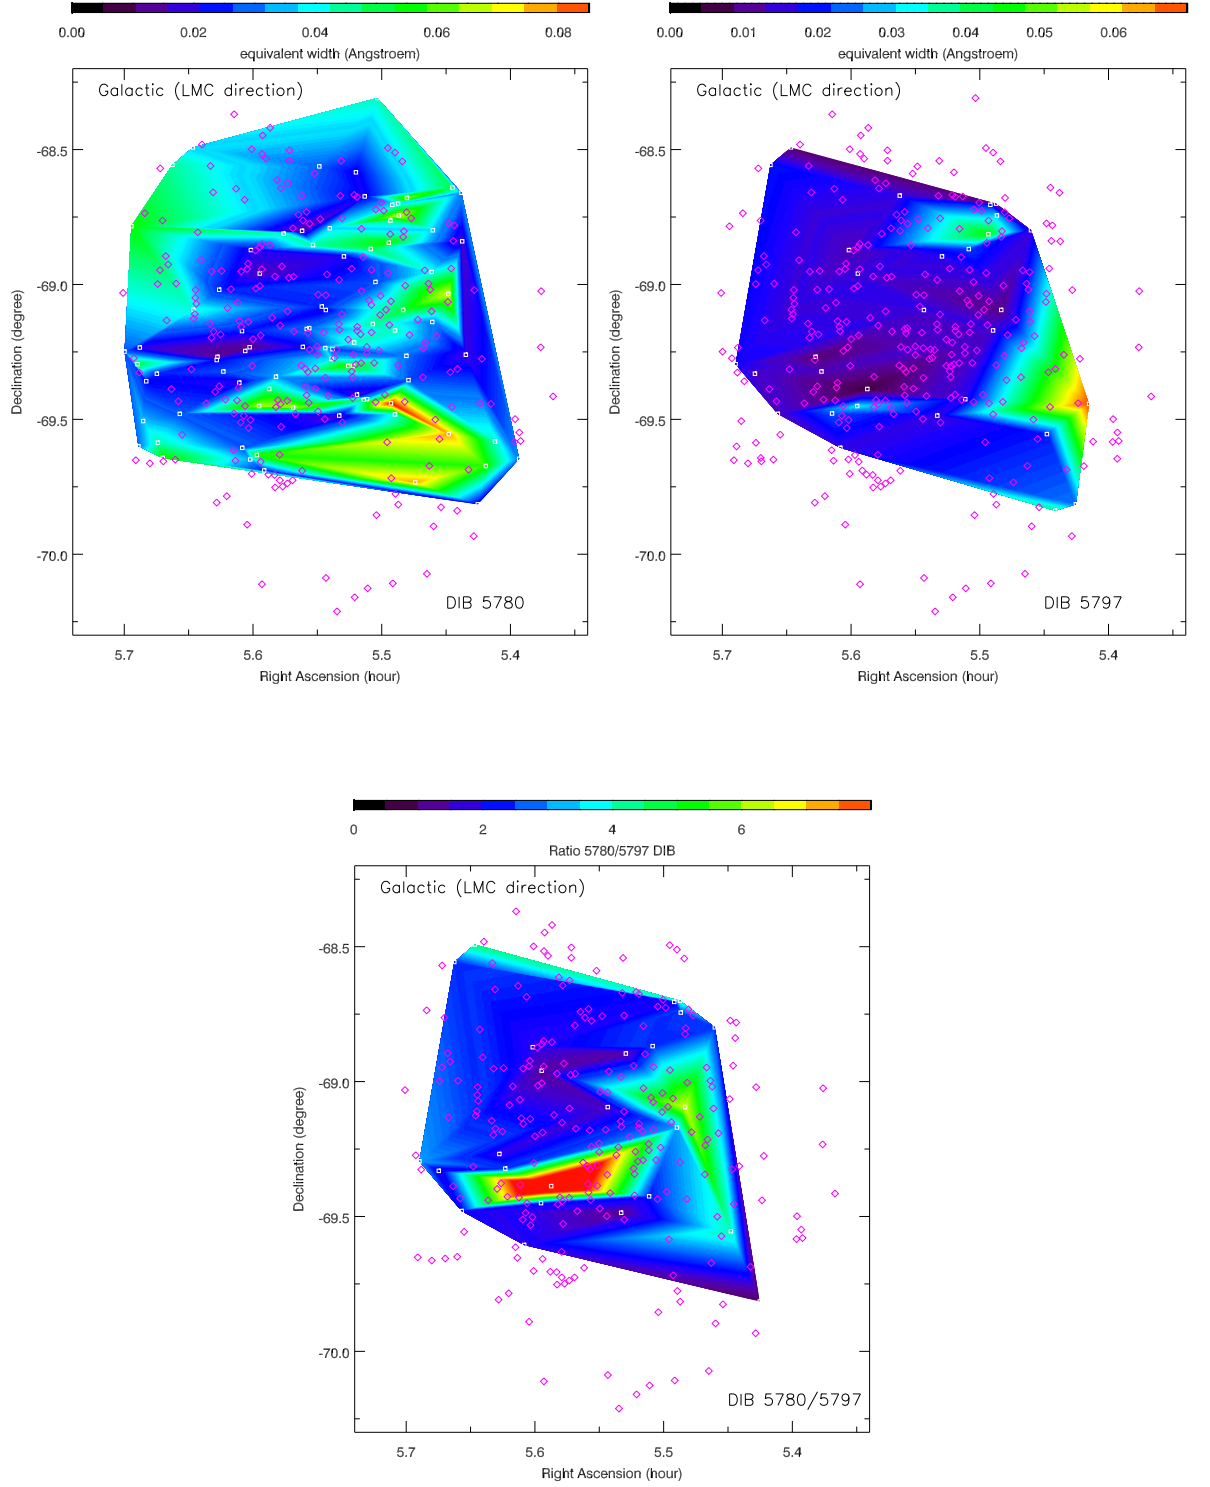 0.00 0.02 0.04 0.06 0.08
equivalent width (Angstroem)
Galactic (LMC direction)
-68.5
-69.0
-69.5
-70.0
Declination (degree)
DIB 5780
5.7 5.6 5.5 5.4
Right Ascension (hour)
0.00 0.01 0.02 0.03 0.04 0.05 0.06
equivalent width (Angstroem)
Galactic (LMC direction)
-68.5
-69.0
-69.5
-70.0
Declination (degree)
DIB 5797
5.7 5.6 5.5 5.4
Right Ascension (hour)
0 2 4 6
Ratio 5780/5797 DIB
Galactic (LMC direction)
-68.5
-69.0
-69.5
-70.0
Declination (degree)
DIB 5780/5797
5.7 5.6 5.5 5.4
Right Ascension (hour)